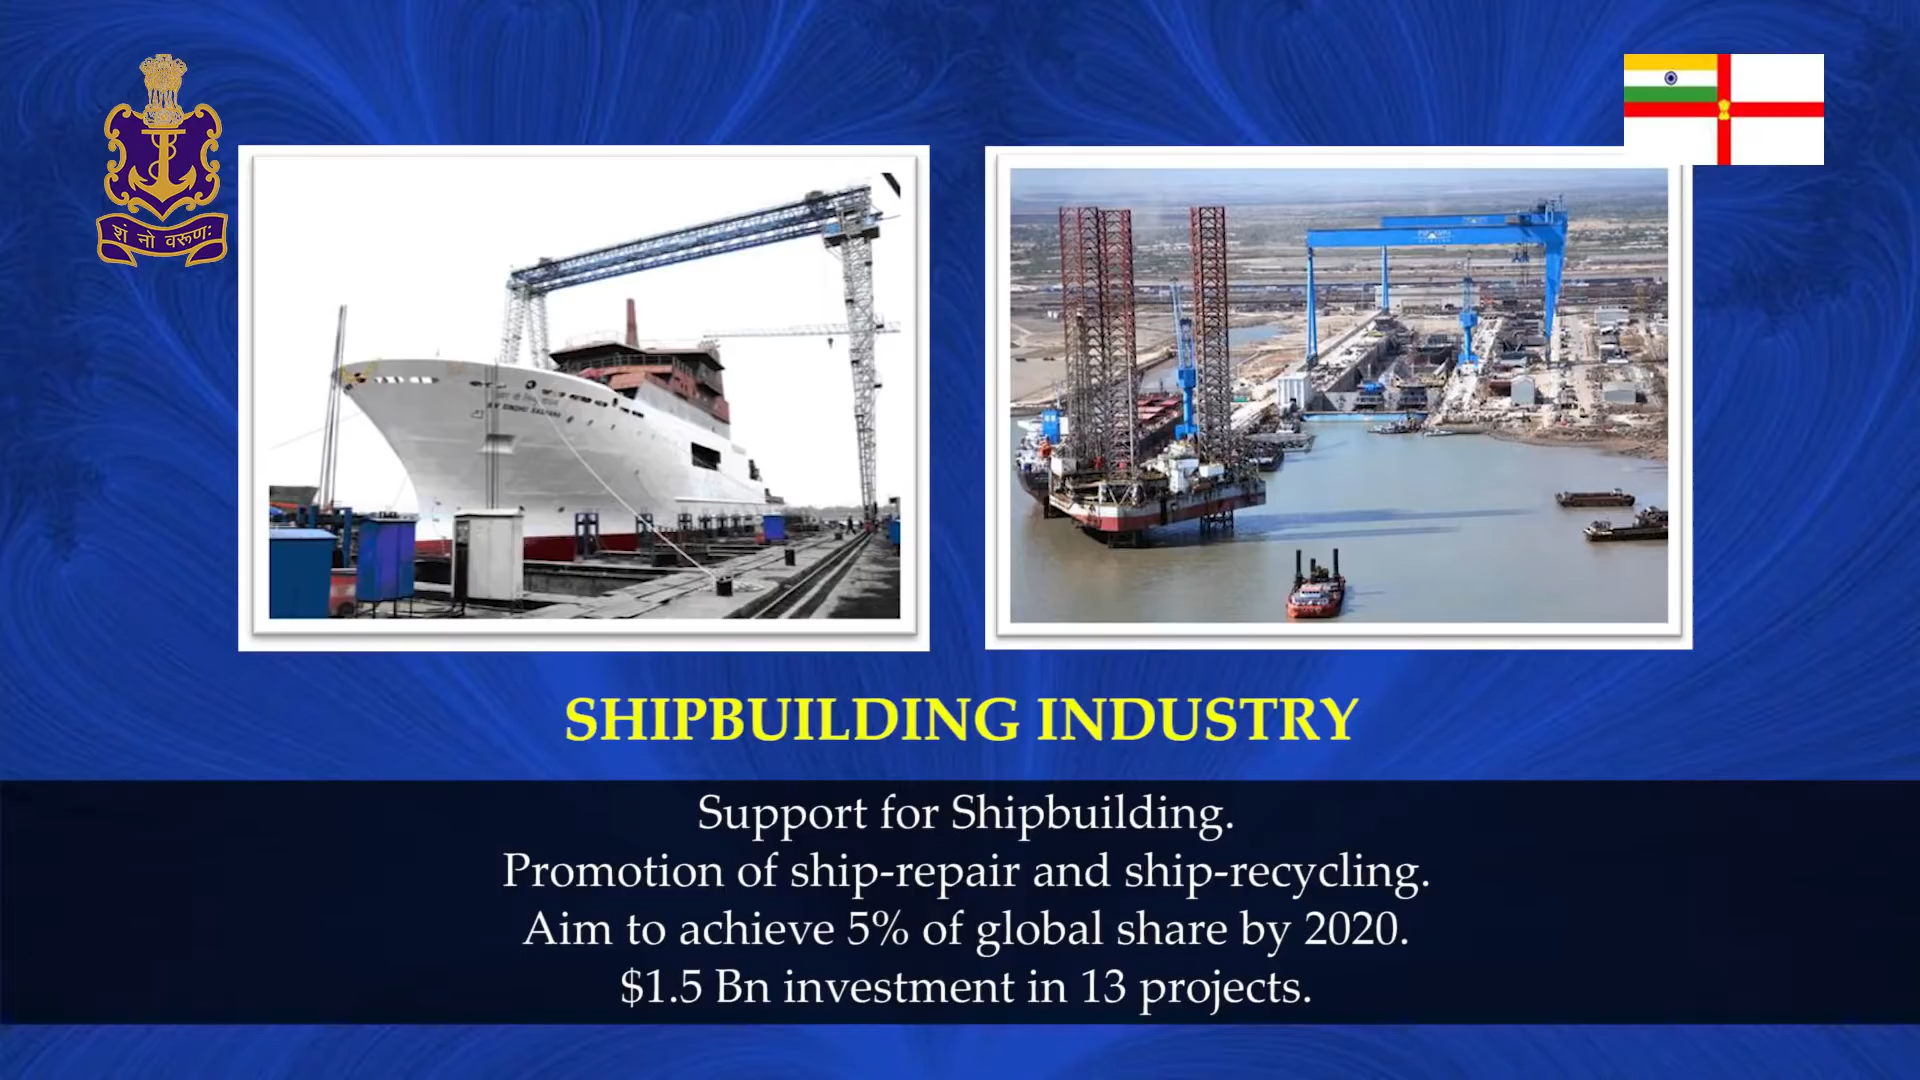 शं नो वरूणः
SHIPBUILDING INDUSTRY
Support for Shipbuilding.
Promotion of ship-repair and ship-recycling.
Aim to achieve 5% of global share by 2020.
$1.5 Bn investment in 13 projects.